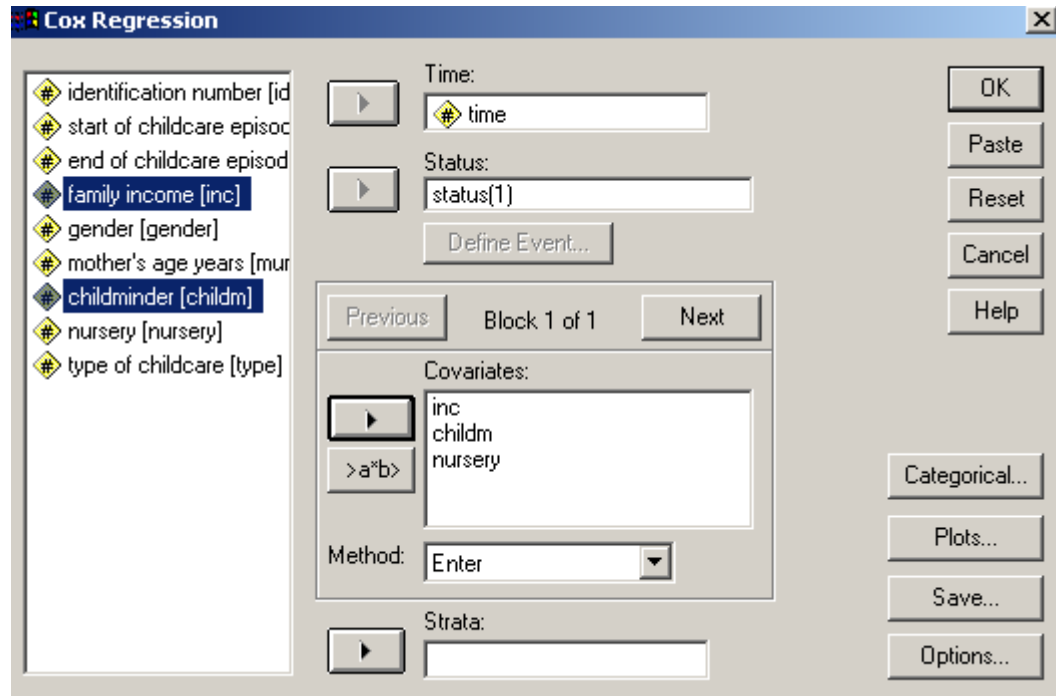 Cox Regression
# identification number [id
# start of childcare episoc
# end of childcare episod
# family income [inc]
# gender [gender]
# mother's age years [mur
# childminder [childm]
# nursery [nursery]
# type of childcare [type]
Time:
# time
Status:
status(1)
Define Event...
Previous Block 1 of 1 Next
Covariates:
inc
childm
nursery
>a*b>
Method: Enter
Strata:
OK
Paste
Reset
Cancel
Help
Categorical...
Plots...
Save...
Options...